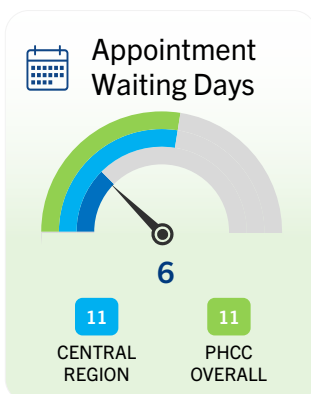 Appointment
Waiting Days
6
11
11
CENTRAL
REGION
PHCC
OVERALL